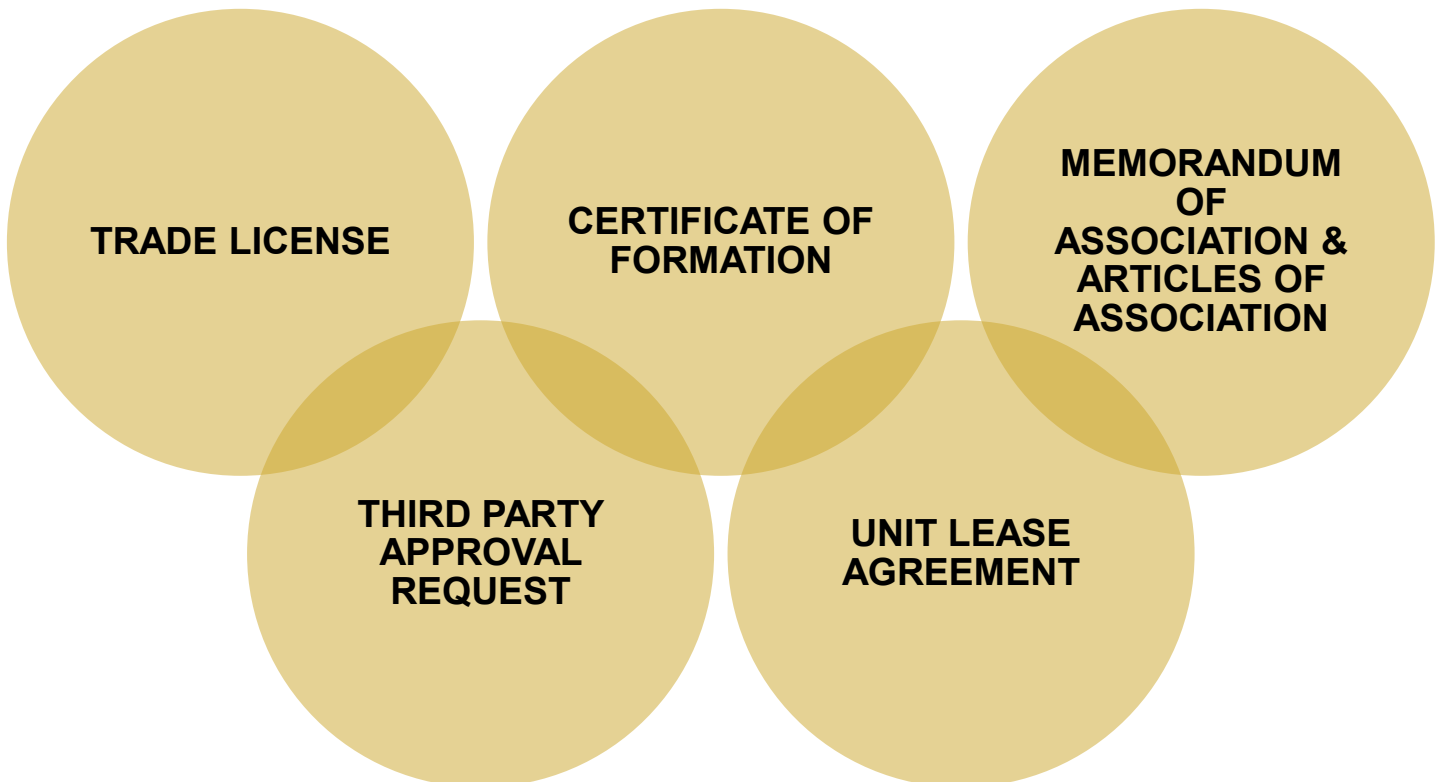 TRADE LICENSE
CERTIFICATE OF
FORMATION
MEMORANDUM
OF
ASSOCIATION &
ARTICLES OF
ASSOCIATION
THIRD PARTY
APPROVAL
REQUEST
UNIT LEASE
AGREEMENT